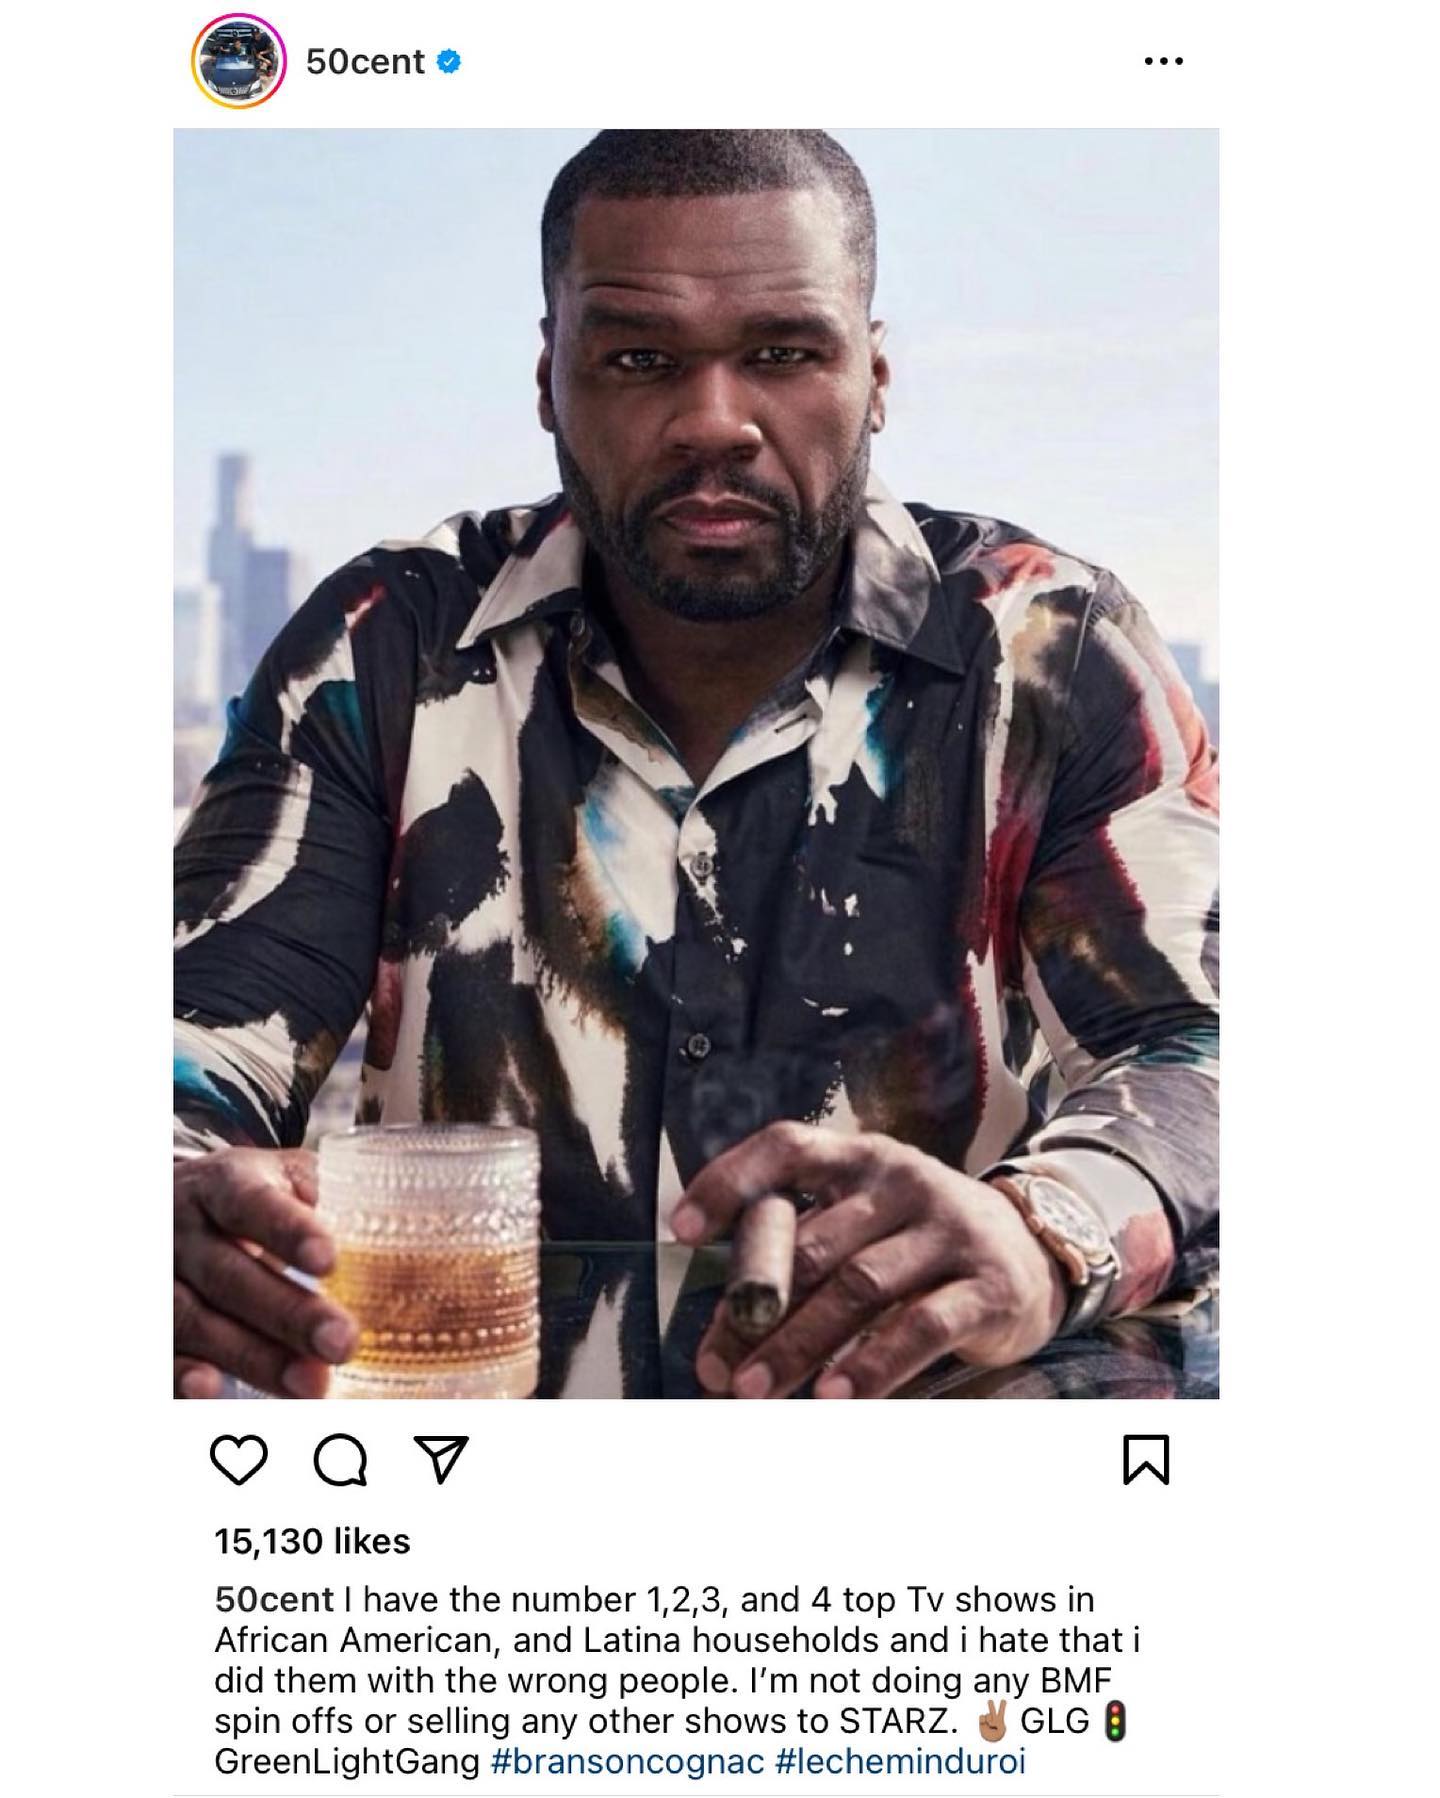 50cent
15,130 likes
50cent I have the number 1,2,3, and 4 top Tv shows in
African American, and Latina households and i hate that i
did them with the wrong people. I’m not doing any BMF
spin offs or selling any other shows to STARZ. ✌🏽 GLG 🚦
GreenLightGang #bransoncognac #lecheminduroi